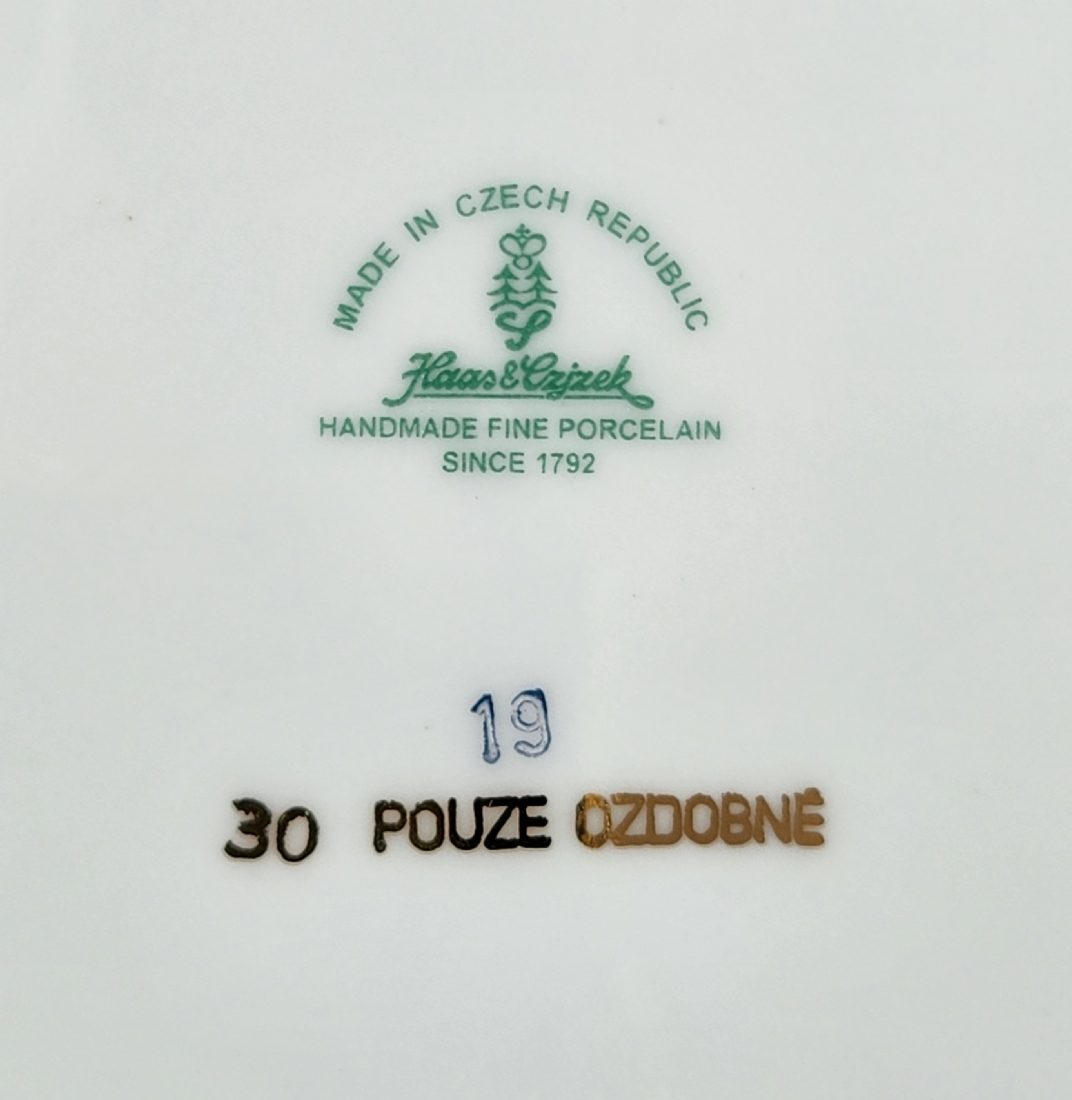 MADE IN CZECH REPUBLIC
Haas & Czjzek
HANDMADE FINE PORCELAIN
SINCE 1792
19
30 POUZE OZDOBNÉ